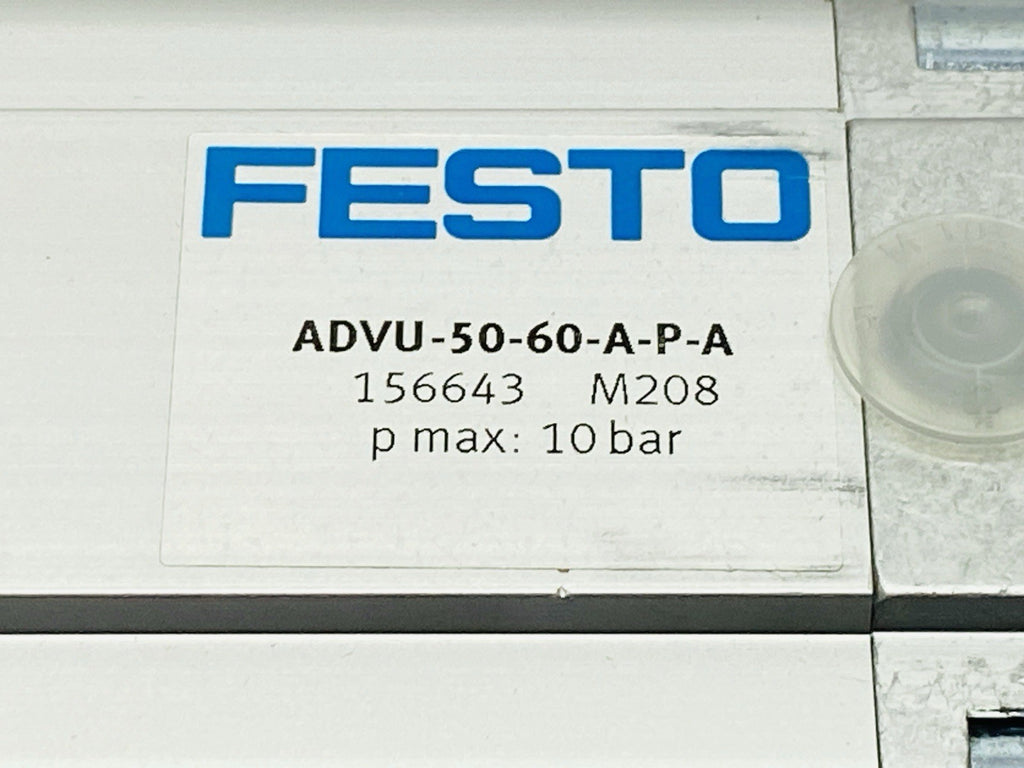 FESTO
ADVU-50-60-A-P-A
156643 M208
p max: 10 bar